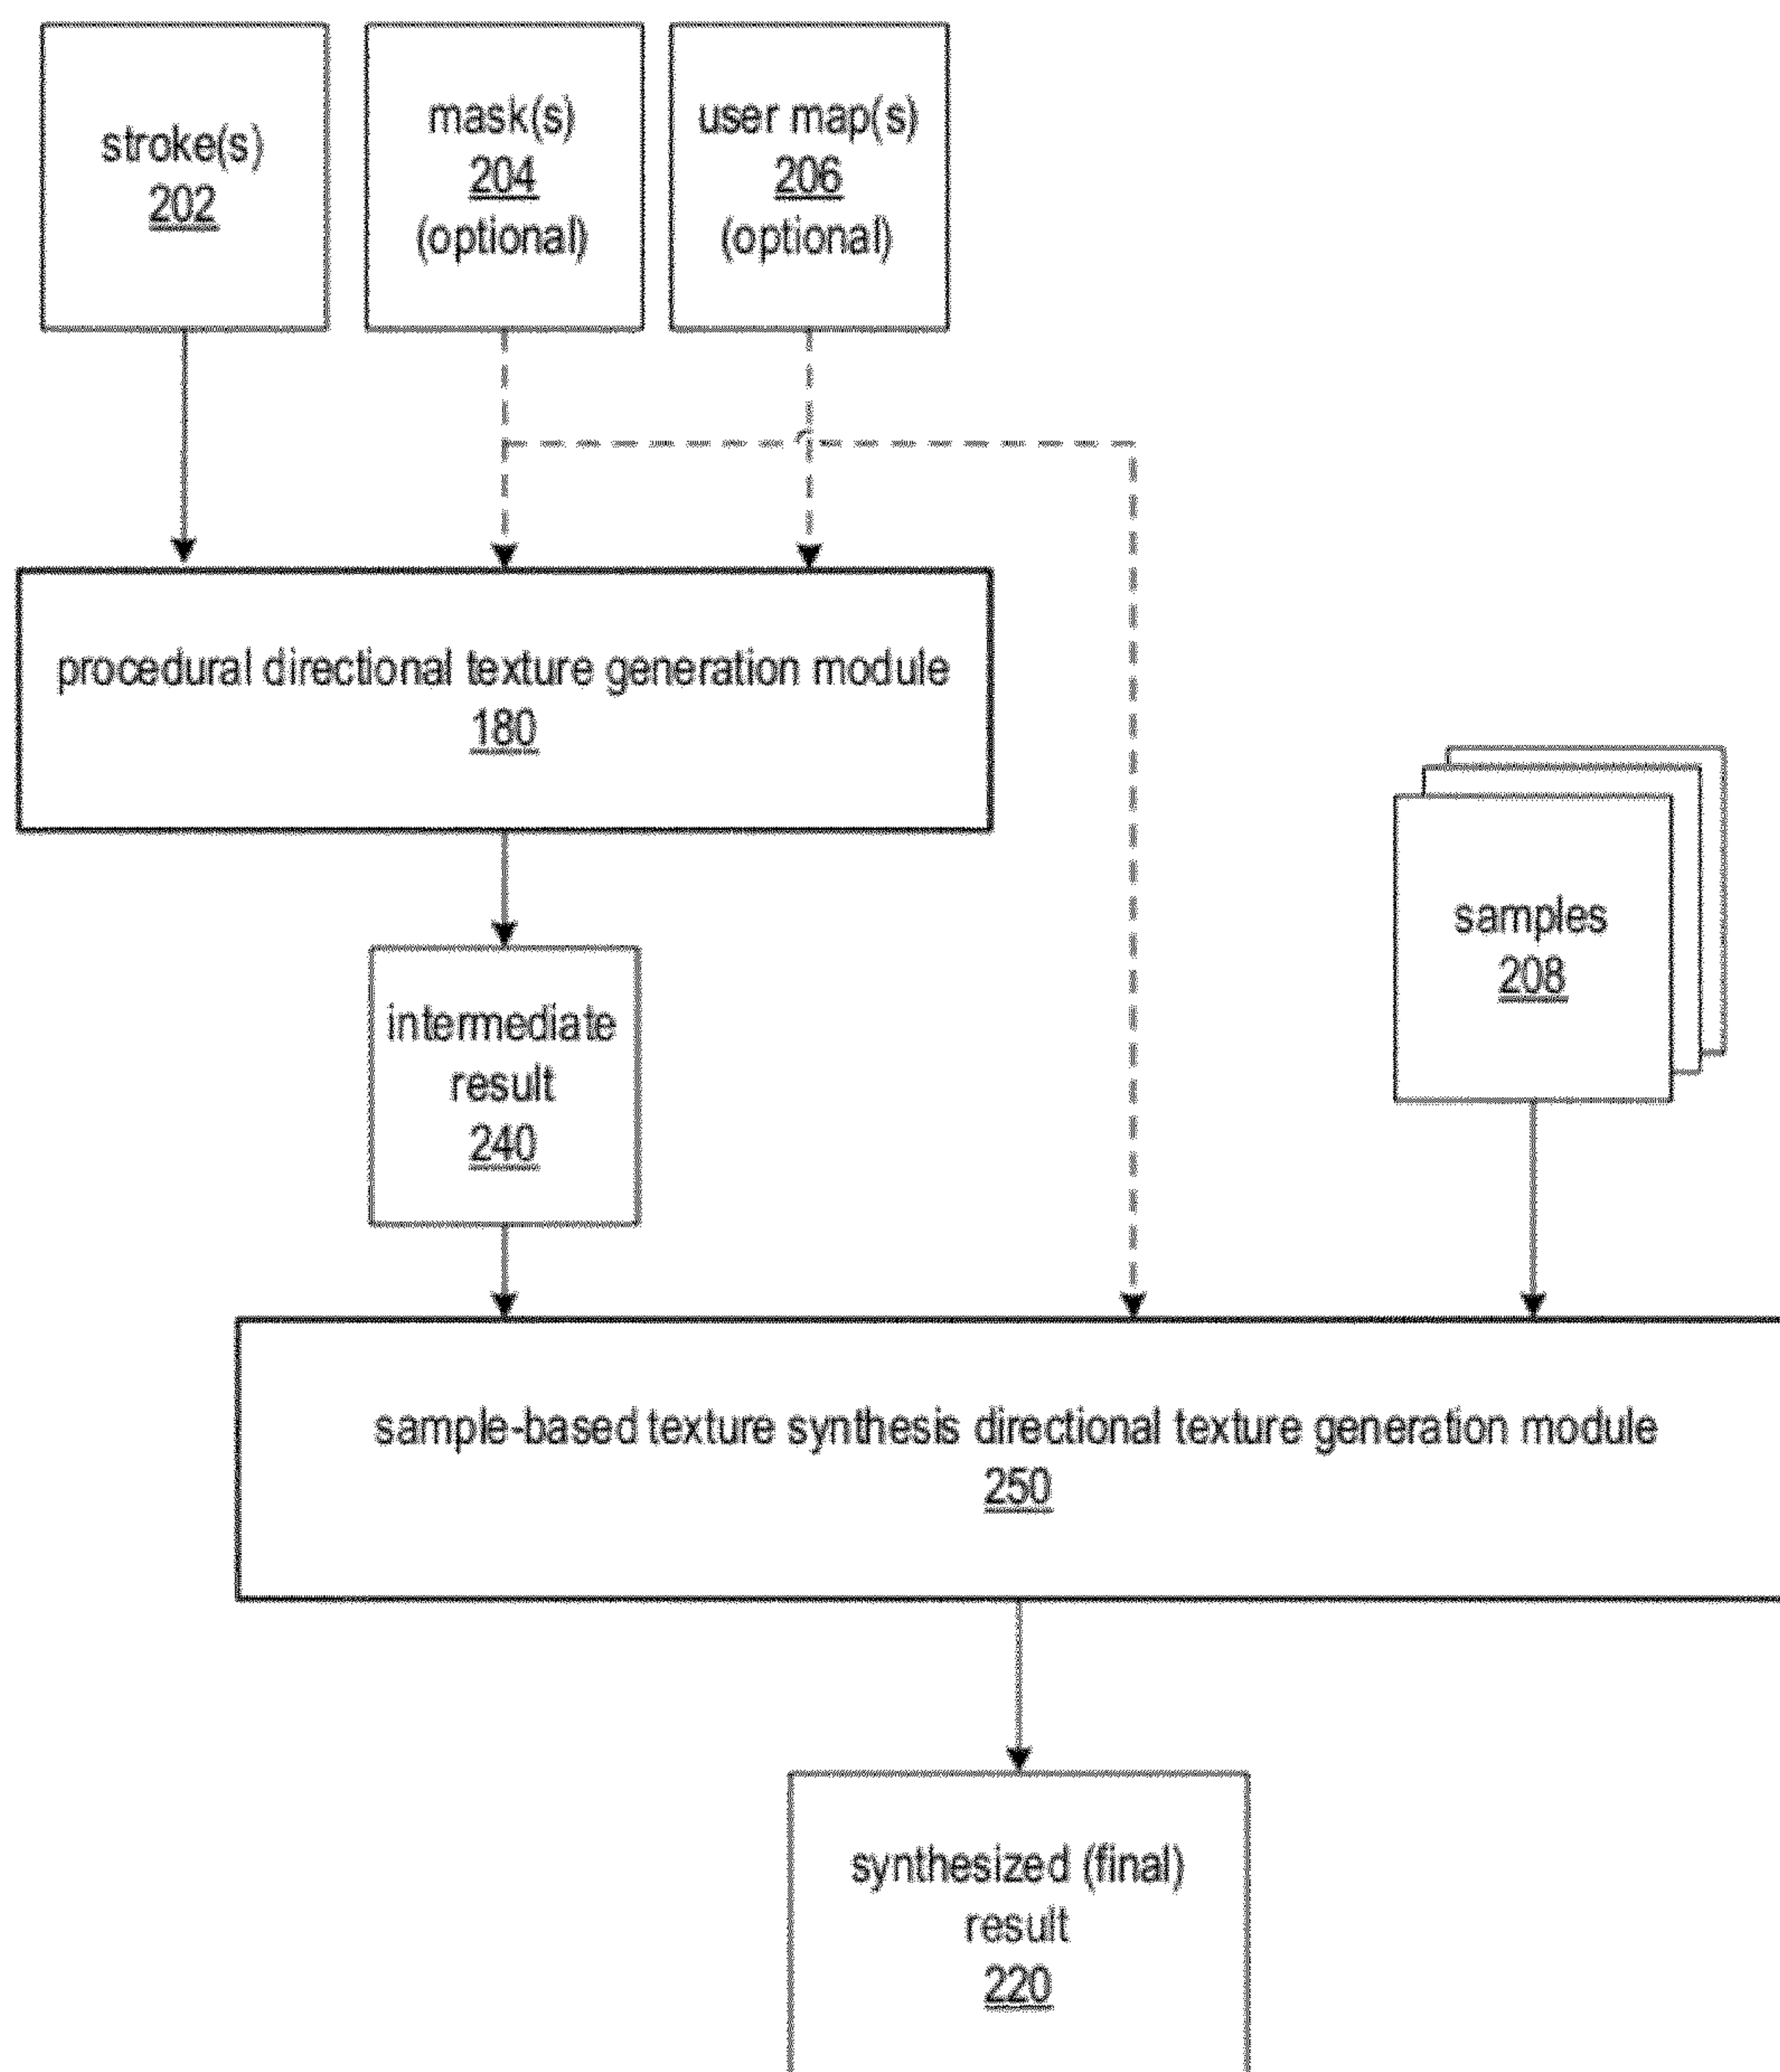 stroke(s)
202
mask(s)
204
(optional)
user map(s)
206
(optional)
procedural directional texture generation module
180
samples
208
intermediate
result
240
sample-based texture synthesis directional texture generation module
250
synthesized (final)
result
220